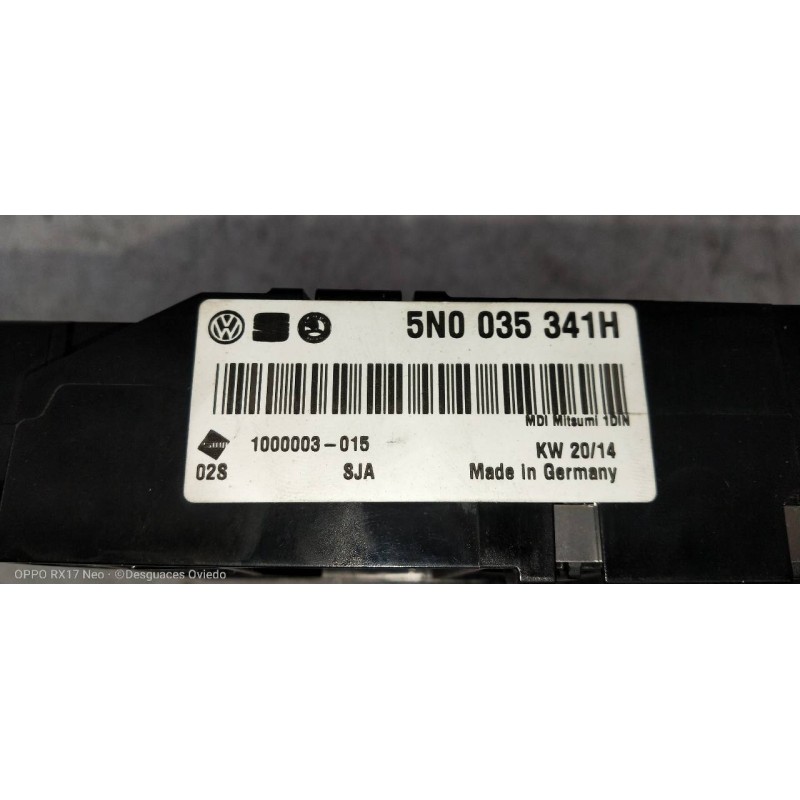 5N0 035 341H
MDI Mitsumi 1DIN
1000003-015
KW 20/14
02S
SJA
Made in Germany
OPPO RX17 Neo · ©Desguaces Oviedo